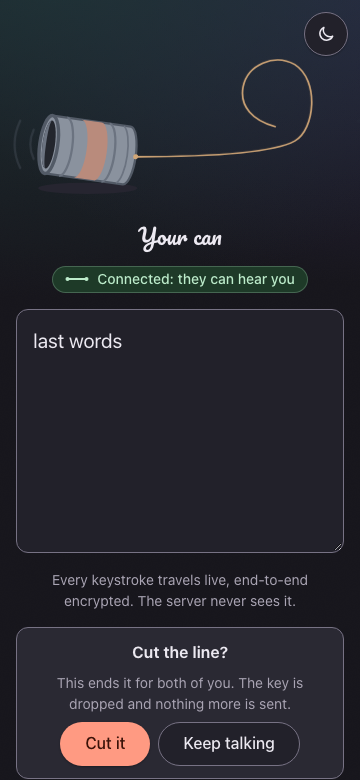 Your can
Connected: they can hear you
last words
Every keystroke travels live, end-to-end
encrypted. The server never sees it.
Cut the line?
This ends it for both of you. The key is
dropped and nothing more is sent.
Cut it
Keep talking